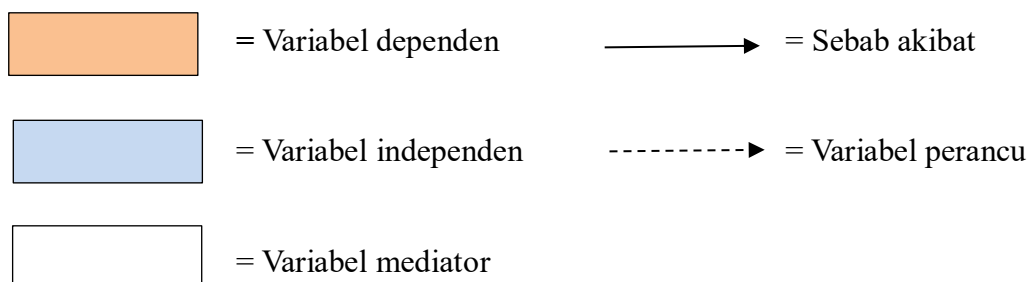 = Variabel dependen
= Sebab akibat
= Variabel independen
= Variabel perancu
= Variabel mediator